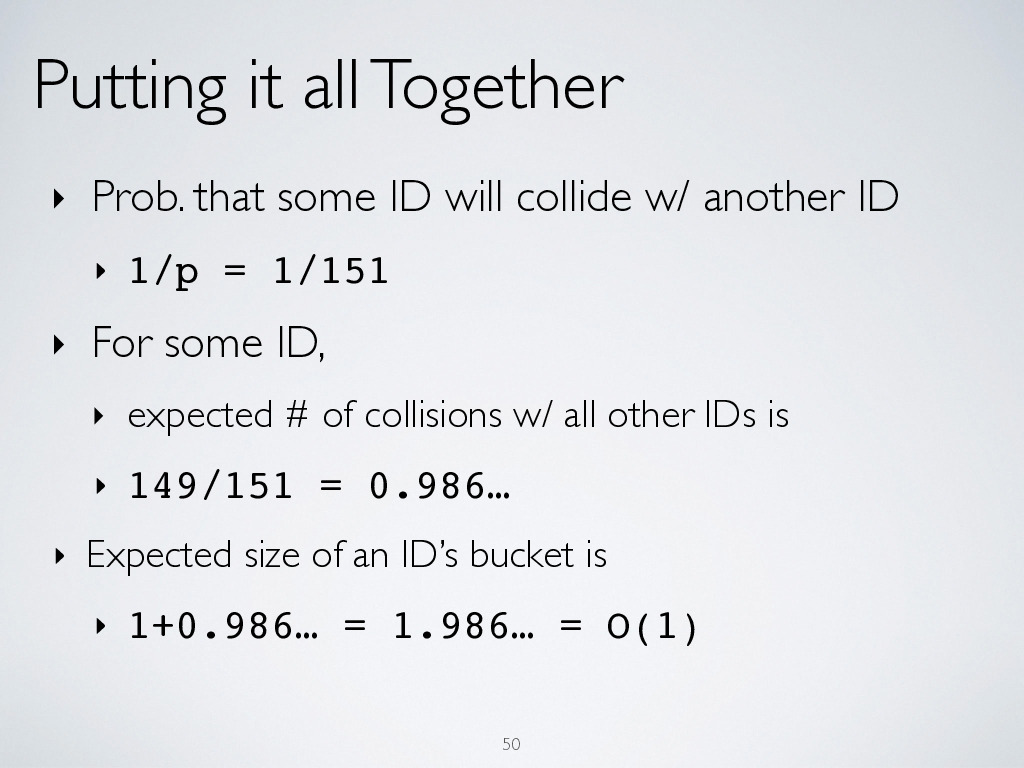 Putting it all Together
‣ Prob. that some ID will collide w/ another ID
‣ 1/p = 1/151
‣ For some ID,
‣ expected # of collisions w/ all other IDs is
‣ 149/151 = 0.986…
‣ Expected size of an ID’s bucket is
‣ 1+0.986… = 1.986… = O(1)
50